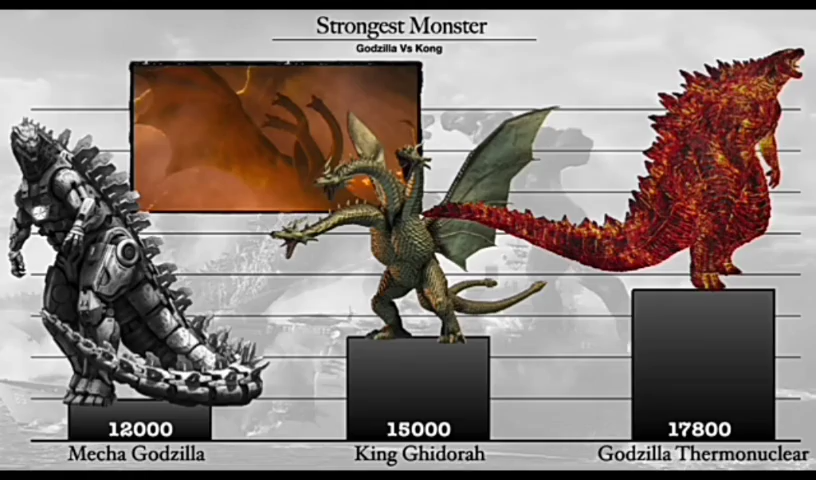 Strongest Monster
Godzilla Vs Kong
12000
15000
17800
Mecha Godzilla
King Ghidorah
Godzilla Thermonuclear